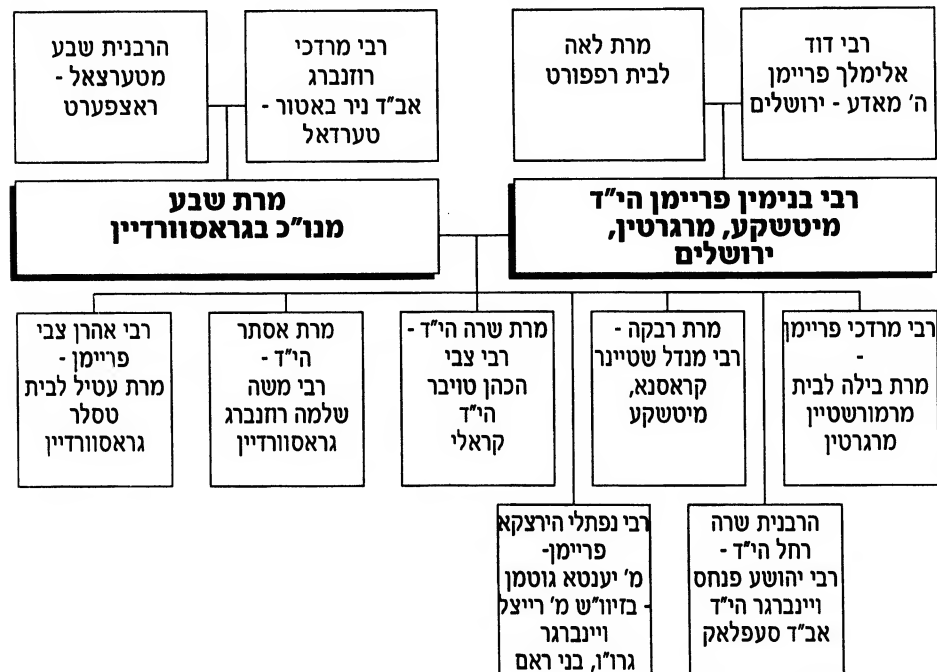 רבי דוד
אלימלך פריימן
ה' מאדע - ירושלים
מרת לאה
לבית רפפורט
רבי מרדכי
רוזנברג
אב"ד ניר באטור -
טערדאל
הרבנית שבע
מטערצאל -
ראצפערט
רבי בנימין פריימן הי"ד
מיטשקע, מרגרטין,
ירושלים
מרת שבע
מנו"כ בגראסוורדיין
רבי מרדכי פריימן
-
מרת בילה לבית
מרמורשטיין
מרגרטין
מרת רבקה -
רבי מנדל שטיינר
קראסנא,
מיטשקע
מרת שרה הי"ד -
רבי צבי
הכהן טויבר
הי"ד
קראלי
מרת אסתר
הי"ד -
רבי משה
שלמה רוזנברג
גראסוורדיין
רבי אהרן צבי
פריימן -
מרת עטיל לבית
טסלר
גראסוורדיין
הרבנית שרה
רחל הי"ד -
רבי יהושע פנחס
ויינברגר הי"ד
אב"ד סעפלאק
רבי נפתלי הירצקא
פריימן-
מ' יענטא גוטמן
- בזיוו"ש מ' רייצל
ויינברגר
גרו"ו, בני ראם